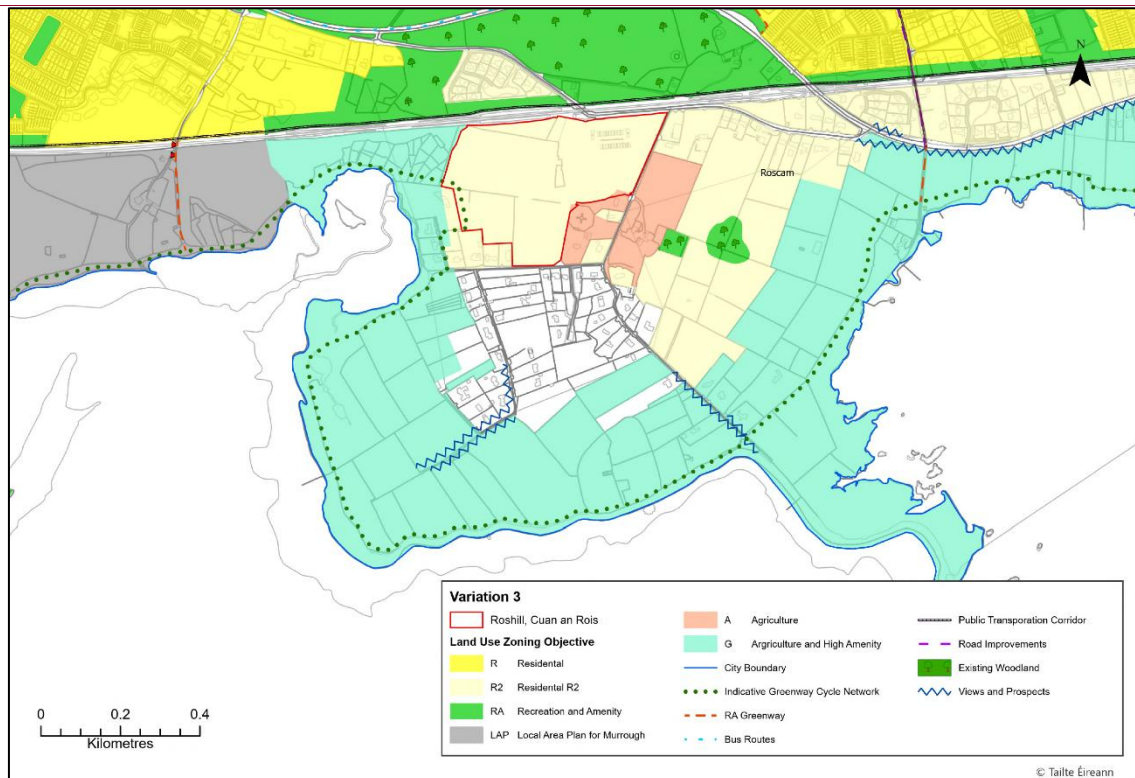 N
Roscam
Variation 3
Roshill, Cuan an Rois
Land Use Zoning Objective
R Residental
R2 Residental R2
RA Recreation and Amenity
LAP Local Area Plan for Murrough
A Agriculture
G Argriculture and High Amenity
City Boundary
Indicative Greenway Cycle Network
RA Greenway
Bus Routes
Public Transporation Corridor
Road Improvements
Existing Woodland
Views and Prospects
0 0.2 0.4
Kilometres
© Tailte Éireann